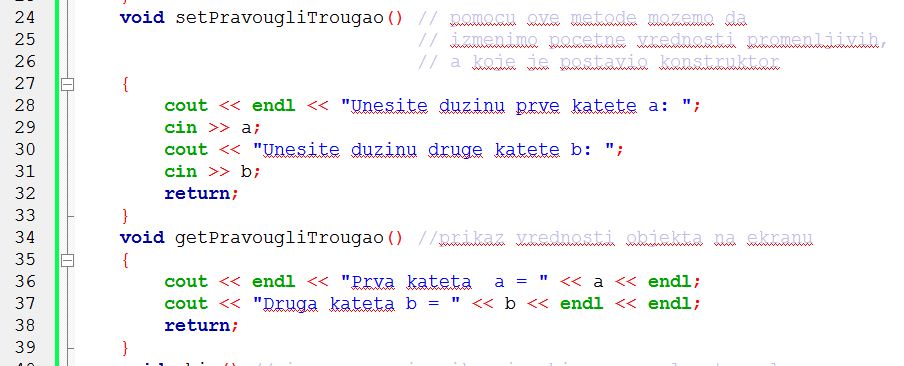 24 void setPravougliTrougao() // pomocu ove metode mozemo da
25 // izmenimo pocetne vrednosti promenljivih,
26 // a koje je postavio konstruktor
27 {
28 cout << endl << "Unesite duzinu prve katete a: ";
29 cin >> a;
30 cout << "Unesite duzinu druge katete b: ";
31 cin >> b;
32 return;
33 }
34 void getPravougliTrougao() //prikaz vrednosti objekta na ekranu
35 {
36 cout << endl << "Prva kateta  a = " << a << endl;
37 cout << "Druga kateta b = " << b << endl << endl;
38 return;
39 }